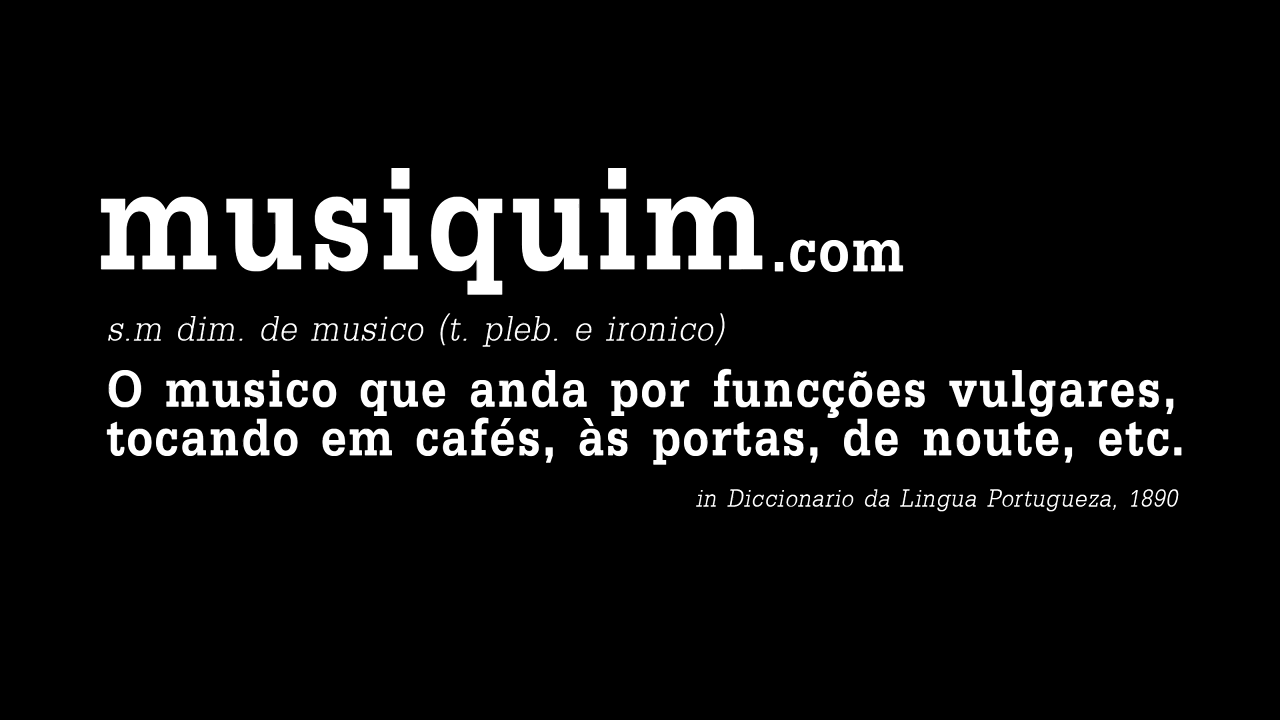 musiquim.com
s.m dim. de musico (t. pleb. e ironico)
O musico que anda por funcções vulgares,
tocando em cafés, às portas, de noute, etc.
in Diccionario da Lingua Portugueza, 1890